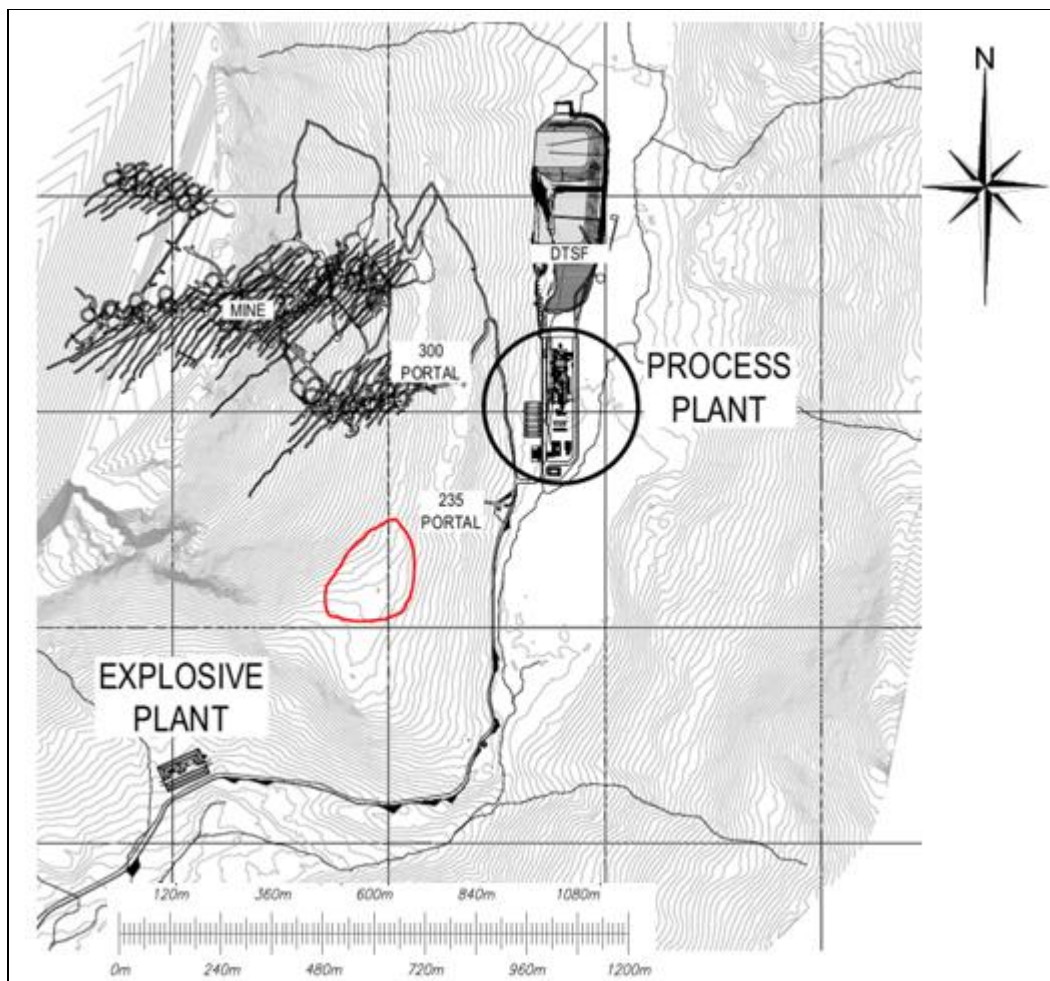 N
DTSF
MINE
300
PORTAL
PROCESS
PLANT
235
PORTAL
EXPLOSIVE
PLANT
120m 360m 600m 840m 1080m
0m 240m 480m 720m 960m 1200m